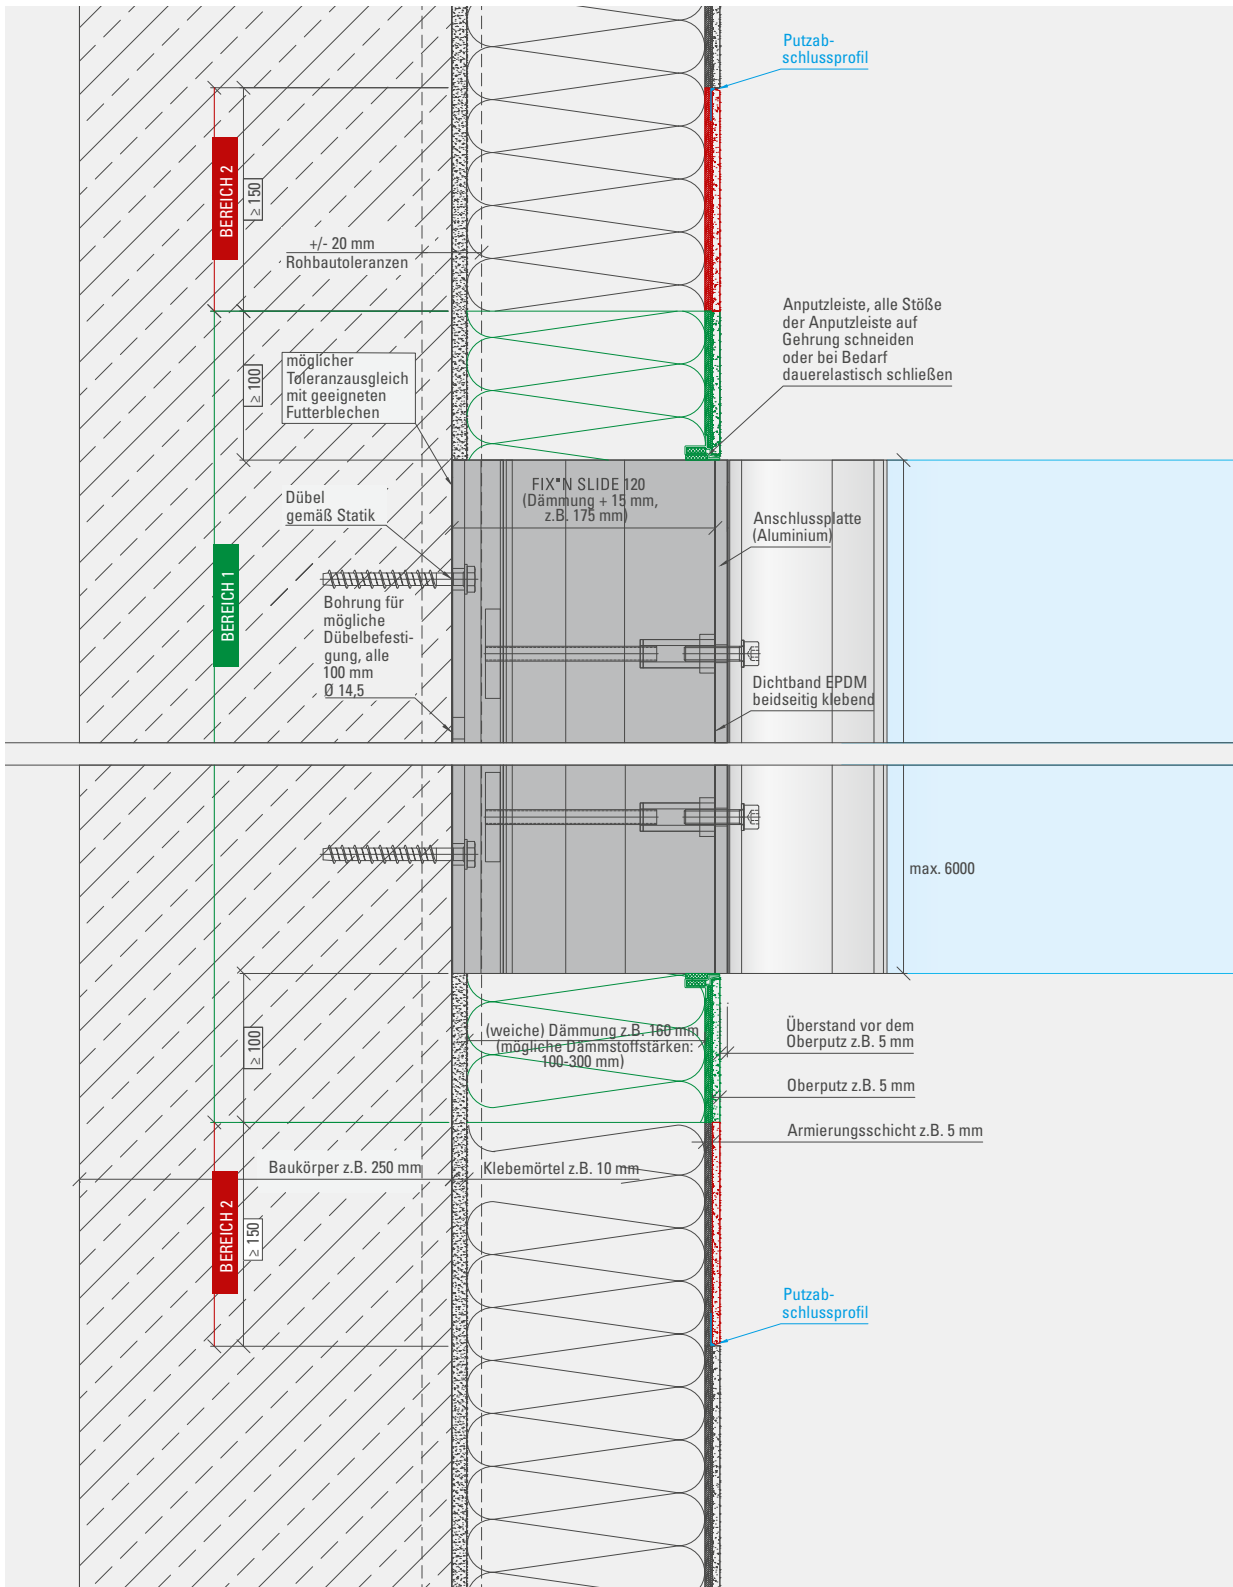 Putzab-
schlussprofil
BEREICH 2
≥ 150
+/- 20 mm
Rohbautoleranzen
Anputzleiste, alle Stöße
der Anputzleiste auf
Gehrung schneiden
oder bei Bedarf
dauerelastisch schließen
möglicher
Toleranzausgleich
mit geeigneten
Futterblechen
≥ 100
FIX"N SLIDE 120
(Dämmung + 15 mm,
z.B. 175 mm)
Dübel
gemäß Statik
Anschlussplatte
(Aluminium)
BEREICH 1
Bohrung für
mögliche
Dübelbefesti-
gung, alle
100 mm
Ø 14,5
Dichtband EPDM
beidseitig klebend
max. 6000
≥ 100
(weiche) Dämmung z.B. 160 mm
(mögliche Dämmstoffstärken:
100-300 mm)
Überstand vor dem
Oberputz z.B. 5 mm
Oberputz z.B. 5 mm
Armierungsschicht z.B. 5 mm
Baukörper z.B. 250 mm
Klebemörtel z.B. 10 mm
BEREICH 2
≥ 150
Putzab-
schlussprofil